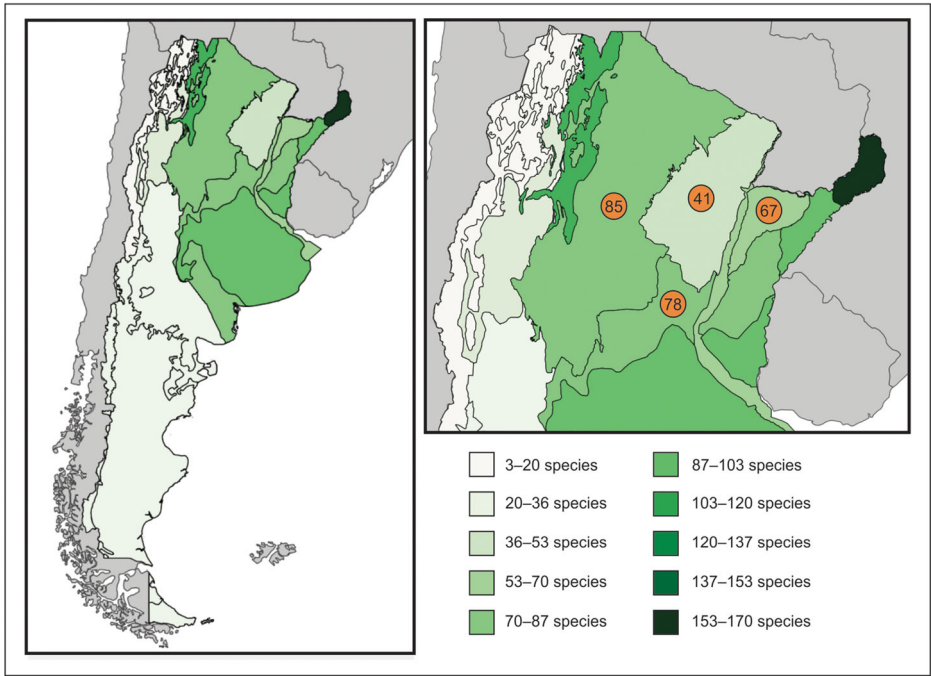 85
41
67
78
3–20 species
20–36 species
36–53 species
53–70 species
70–87 species
87–103 species
103–120 species
120–137 species
137–153 species
153–170 species